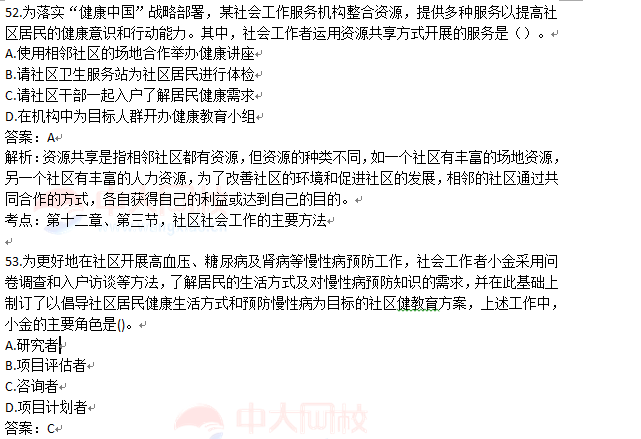 52.为落实“健康中国”战略部署，某社会工作服务机构整合资源，提供多种服务以提高社
区居民的健康意识和行动能力。其中，社会工作者运用资源共享方式开展的服务是（）。
A.使用相邻社区的场地合作举办健康讲座
B.请社区卫生服务站为社区居民进行体检
C.请社区干部一起入户了解居民健康需求
D.在机构中为目标人群开办健康教育小组
答案：A
解析：资源共享是指相邻社区都有资源，但资源的种类不同，如一个社区有丰富的场地资源，
另一个社区有丰富的人力资源，为了改善社区的环境和促进社区的发展，相邻的社区通过共
同合作的方式，各自获得自己的利益或达到自己的目的。
考点：第十二章、第三节，社区社会工作的主要方法
53.为更好地在社区开展高血压、糖尿病及肾病等慢性病预防工作，社会工作者小金采用问
卷调查和入户访谈等方法，了解居民的生活方式及对慢性病预防知识的需求，并在此基础上
制订了以倡导社区居民健康生活方式和预防慢性病为目标的社区健教育方案，上述工作中，
小金的主要角色是()。
A.研究者
B.项目评估者
C.咨询者
D.项目计划者
中大网校
答案：C